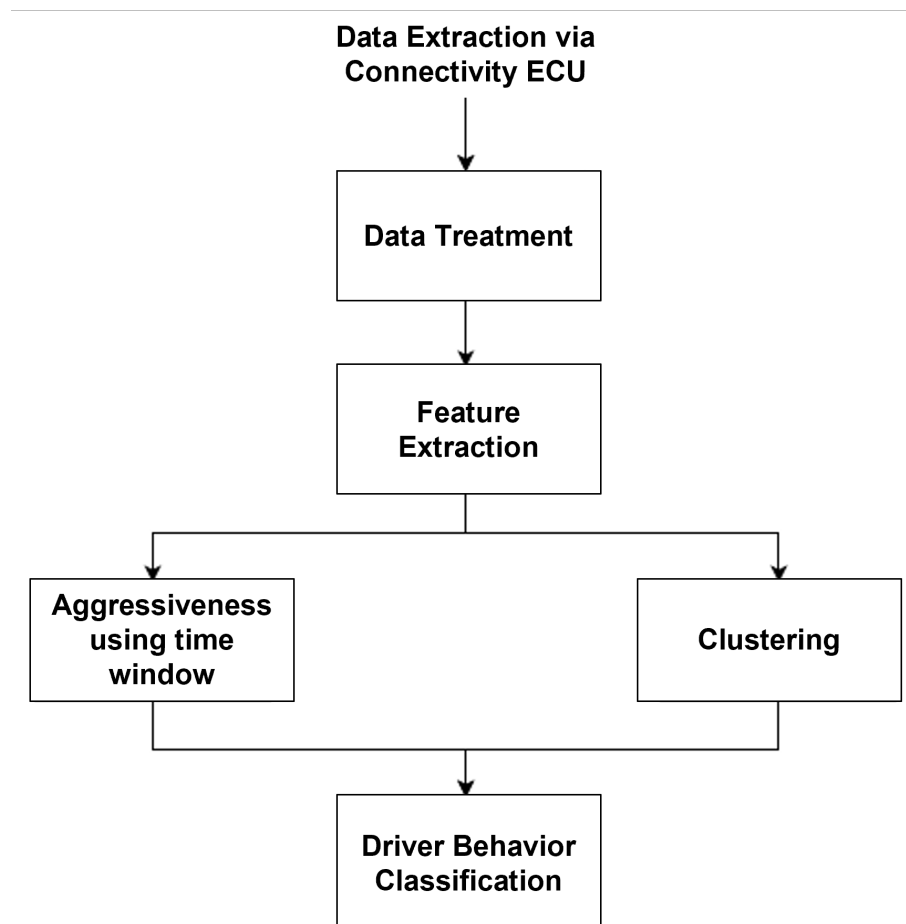 Data Extraction via
Connectivity ECU
Data Treatment
Feature
Extraction
Aggressiveness
using time
window
Clustering
Driver Behavior
Classification